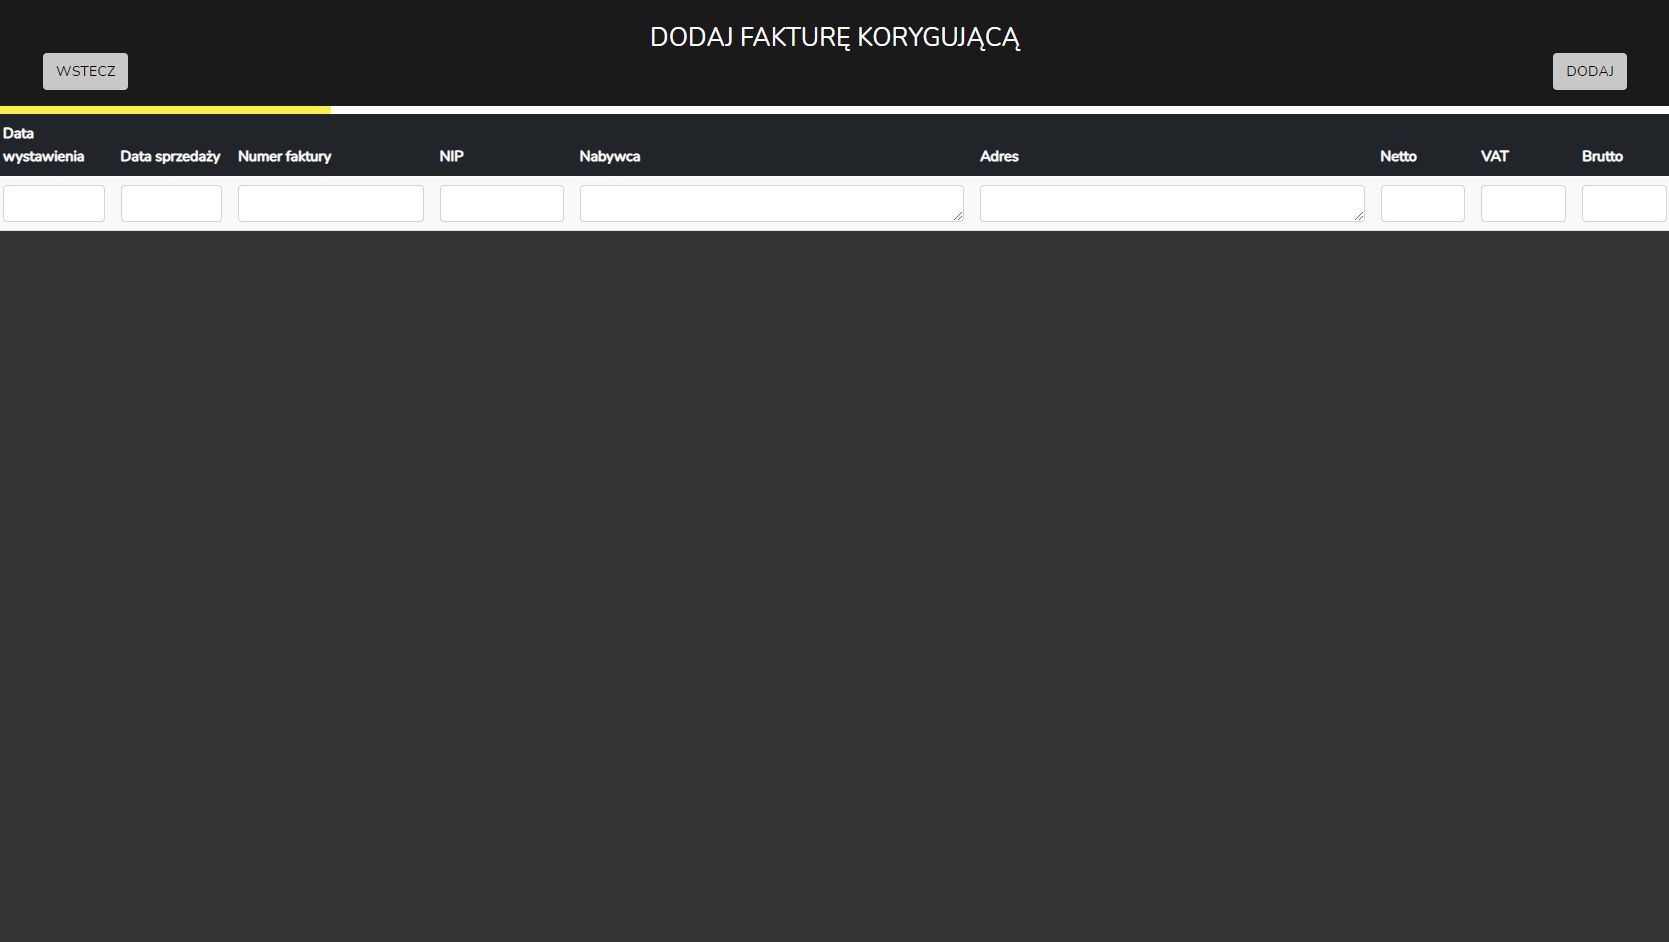 DODAJ FAKTURĘ KORYGUJĄCĄ
WSTECZ
DODAJ
Data wystawienia
Data sprzedaży
Numer faktury
NIP
Nabywca
Adres
Netto
VAT
Brutto